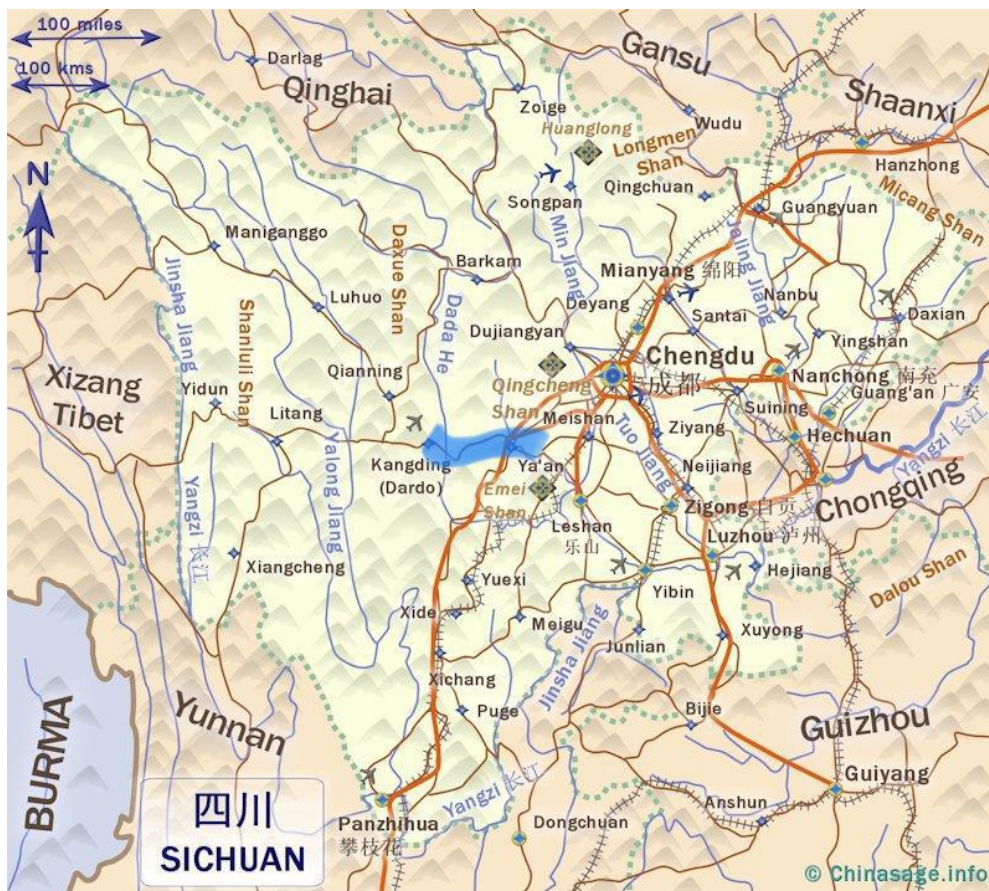 100 miles
100 kms
Darlag
Qinghai
Gansu
Shaanxi
Zoige
Huanglong
Longmen
Shan
Wudu
Hanzhong
Micang Shan
N
Songpan
Qingchuan
Guangyuan
Maniganggo
Daxue Shan
Barkam
Min Jiang
Jialing Jiang
Mianyang 绵阳
Jinsha Jiang
Luhuo
Dada He
Deyang
Nanbu
Santai
Daxian
Shanluli Shan
Dujiangyan
Chengdu
成都
Yingshan
Xizang
Tibet
Yidun
Qianning
Qingcheng
Shan
Nanchong 南充
Guang'an 广安
Litang
Meishan
Suining
Kangding
(Dardo)
Ya'an
Tuo Jiang
Ziyang
Hechuan
Yangzi 长江
Yalong Jiang
Emei
Shan
Neijiang
Yangzi 长江
Chongqing
Leshan
乐山
Zigong 自贡
Luzhou 泸州
Xiangcheng
Yuexi
Yibin
Hejiang
Dalou Shan
Xide
Meigu
Jinsha Jiang
Junlian
Xuyong
Xichang
Puge
Bijie
Guizhou
BURMA
Yunnan
Yangzi 长江
Guiyang
Anshun
四川
SICHUAN
Panzhihua
攀枝花
Dongchuan
© Chinasage.info